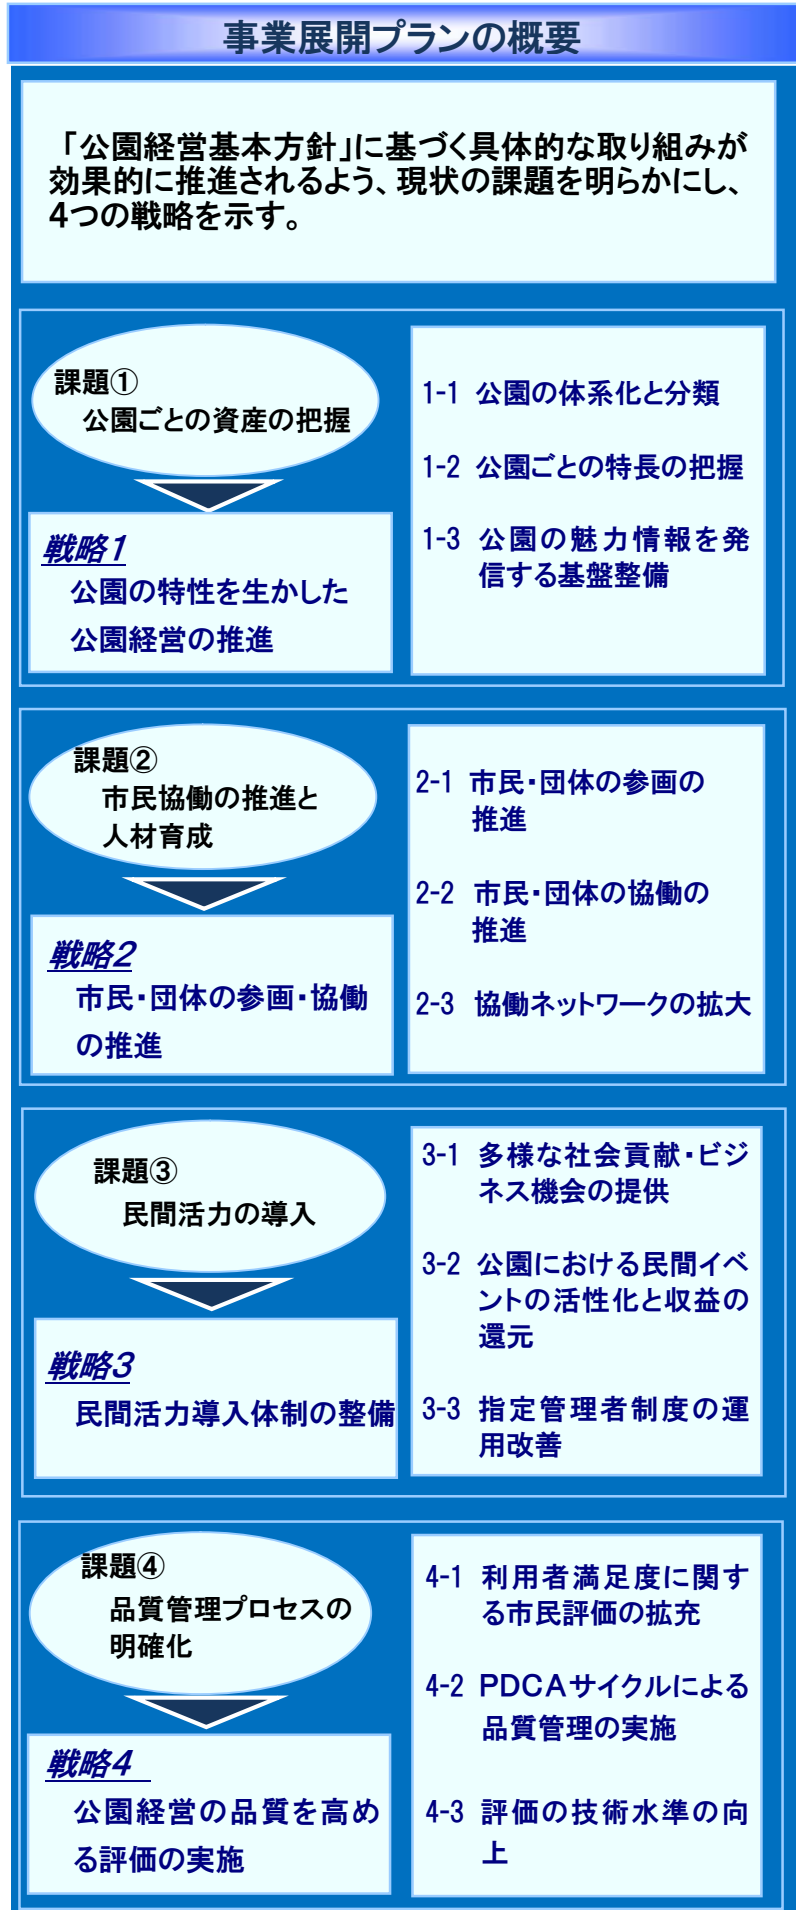 事業展開プランの概要
「公園経営基本方針」に基づく具体的な取り組みが
効果的に推進されるよう、現状の課題を明らかにし、
4つの戦略を示す。
課題①
公園ごとの資産の把握
戦略1
公園の特性を生かした
公園経営の推進
1-1 公園の体系化と分類
1-2 公園ごとの特長の把握
1-3 公園の魅力情報を発
信する基盤整備
課題②
市民協働の推進と
人材育成
戦略2
市民・団体の参画・協働
の推進
2-1 市民・団体の参画の
推進
2-2 市民・団体の協働の
推進
2-3 協働ネットワークの拡大
課題③
民間活力の導入
戦略3
民間活力導入体制の整備
3-1 多様な社会貢献・ビジ
ネス機会の提供
3-2 公園における民間イベ
ントの活性化と収益の
還元
3-3 指定管理者制度の運
用改善
課題④
品質管理プロセスの
明確化
戦略4
公園経営の品質を高め
る評価の実施
4-1 利用者満足度に関す
る市民評価の拡充
4-2 PDCAサイクルによる
品質管理の実施
4-3 評価の技術水準の向
上